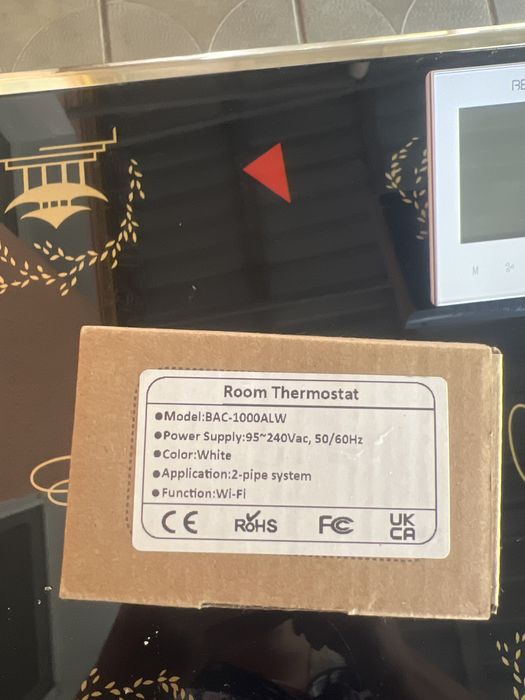 RE
M
Room Thermostat
●Model:BAC-1000ALW
●Power Supply:95~240Vac, 50/60Hz
●Color:White
●Application:2-pipe system
●Function:Wi-Fi
CE RoHS FC UK
CA